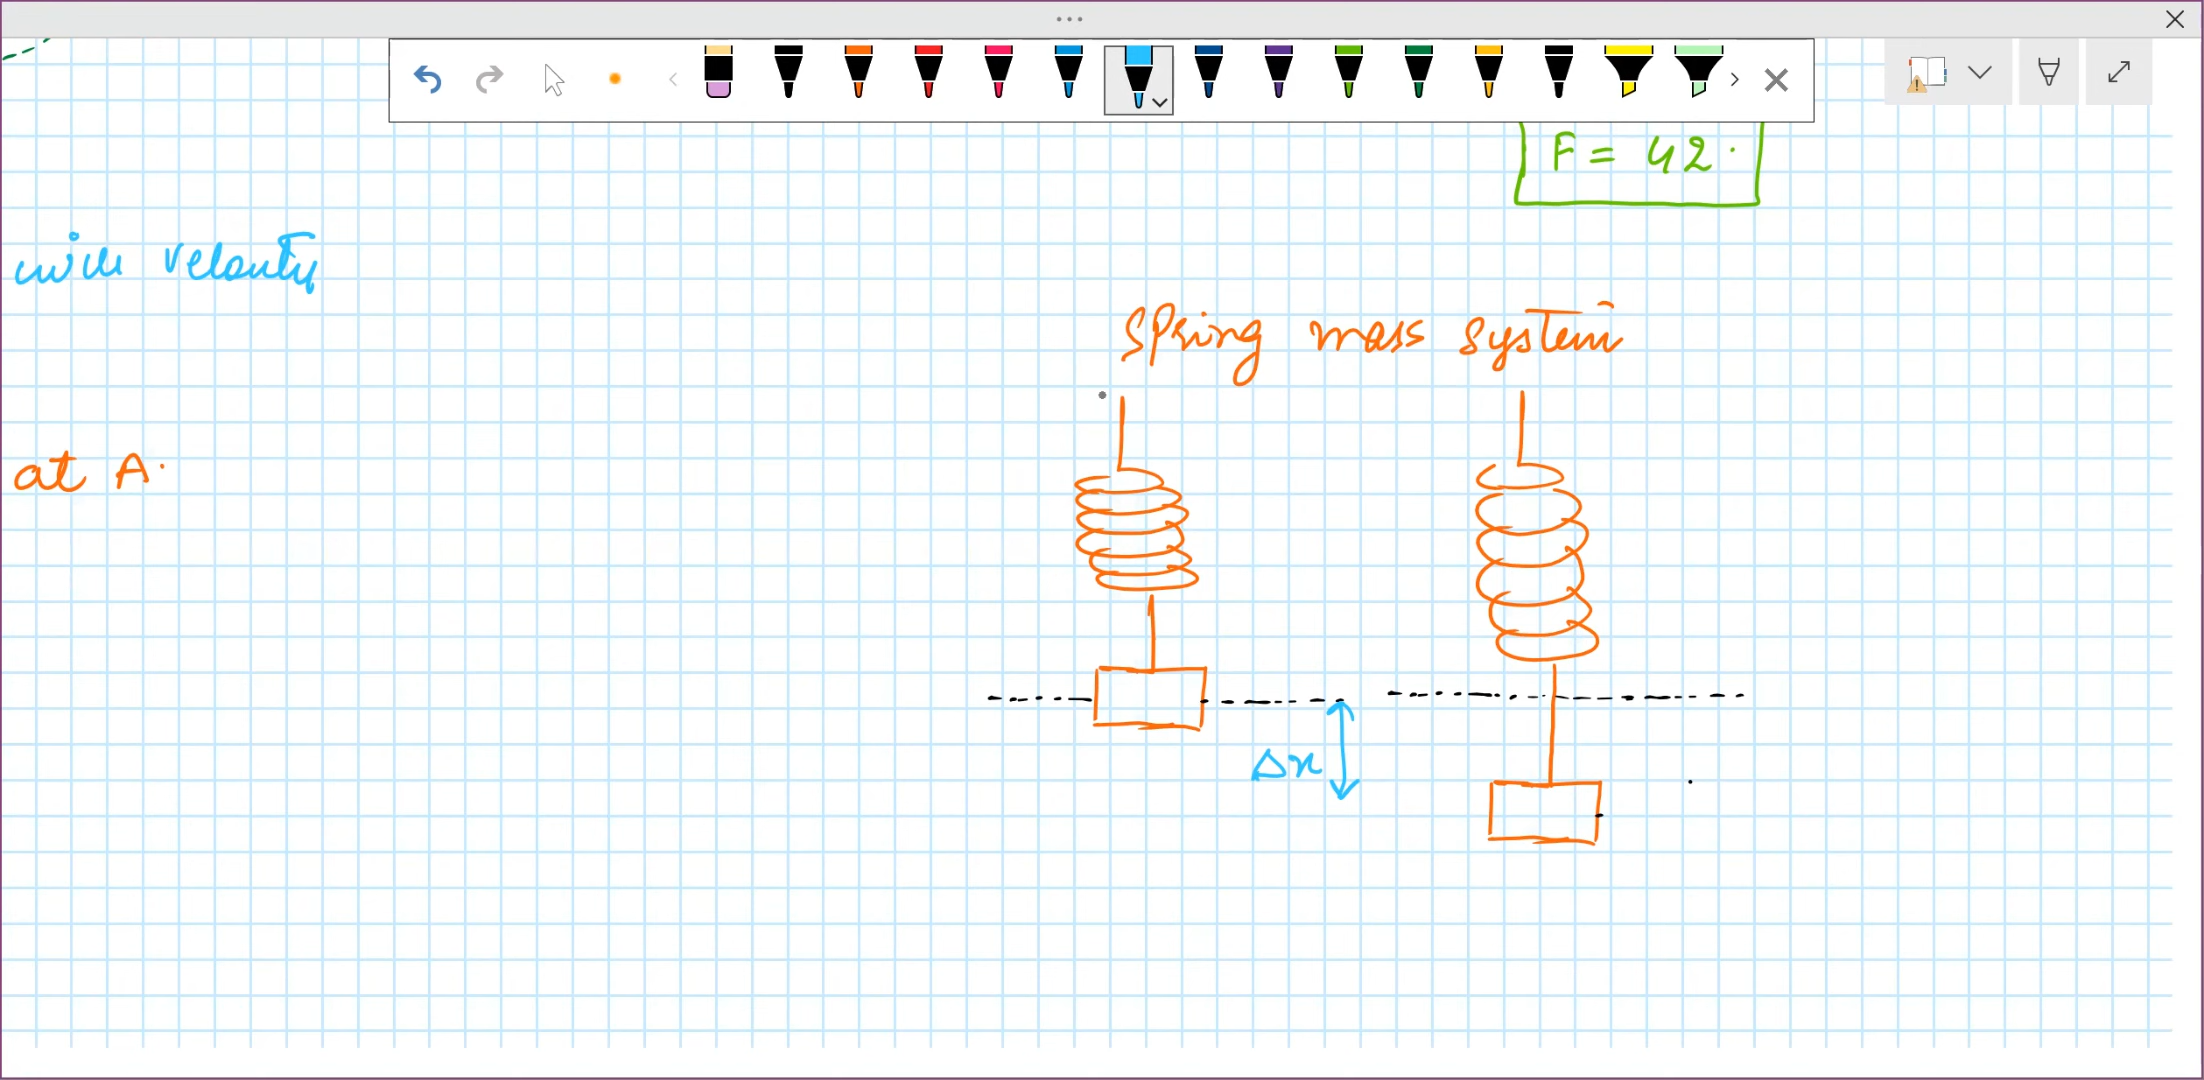 F = 42.
with velocity
Spring mass system
at A.
Δx